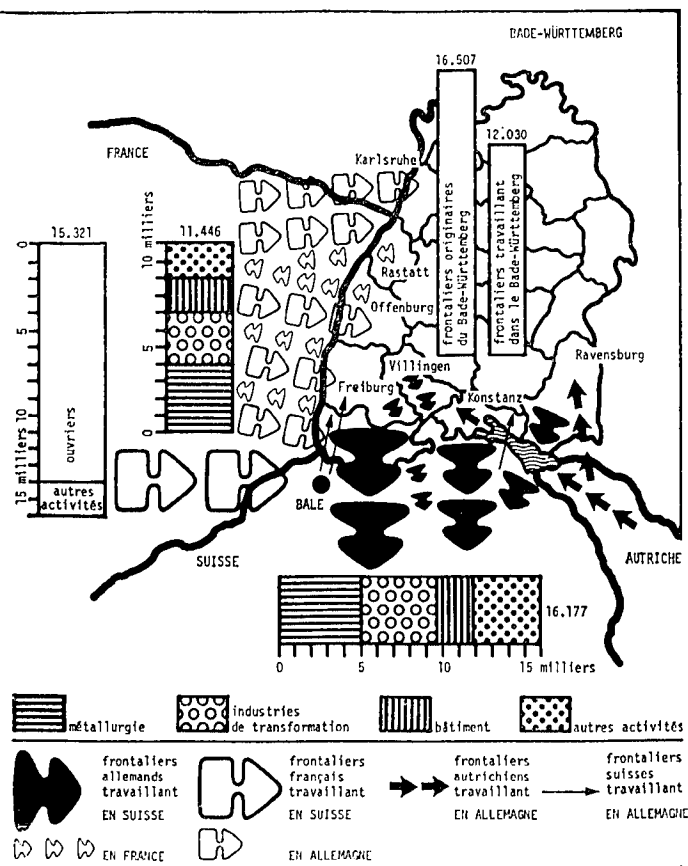 BADE-WÜRTTEMBERG
16.507
12.030
FRANCE
Karlsruhe
15.321
11.446
0
5
10
15 milliers
ouvriers
autres
activités
10 milliers
5
0
frontaliers originaires
du Bade-Württemberg
frontaliers travaillant
dans le Bade-Württemberg
Rastatt
Offenburg
Villingen
Ravensburg
Freiburg
Konstanz
BALE
SUISSE
AUTRICHE
16.177
0 5 10 15 milliers
métallurgie
industries
de transformation
bâtiment
autres activités
frontaliers
allemands
travaillant
EN SUISSE
EN FRANCE
frontaliers
français
travaillant
EN SUISSE
EN ALLEMAGNE
frontaliers
autrichiens
travaillant
EN ALLEMAGNE
frontaliers
suisses
travaillant
EN ALLEMAGNE